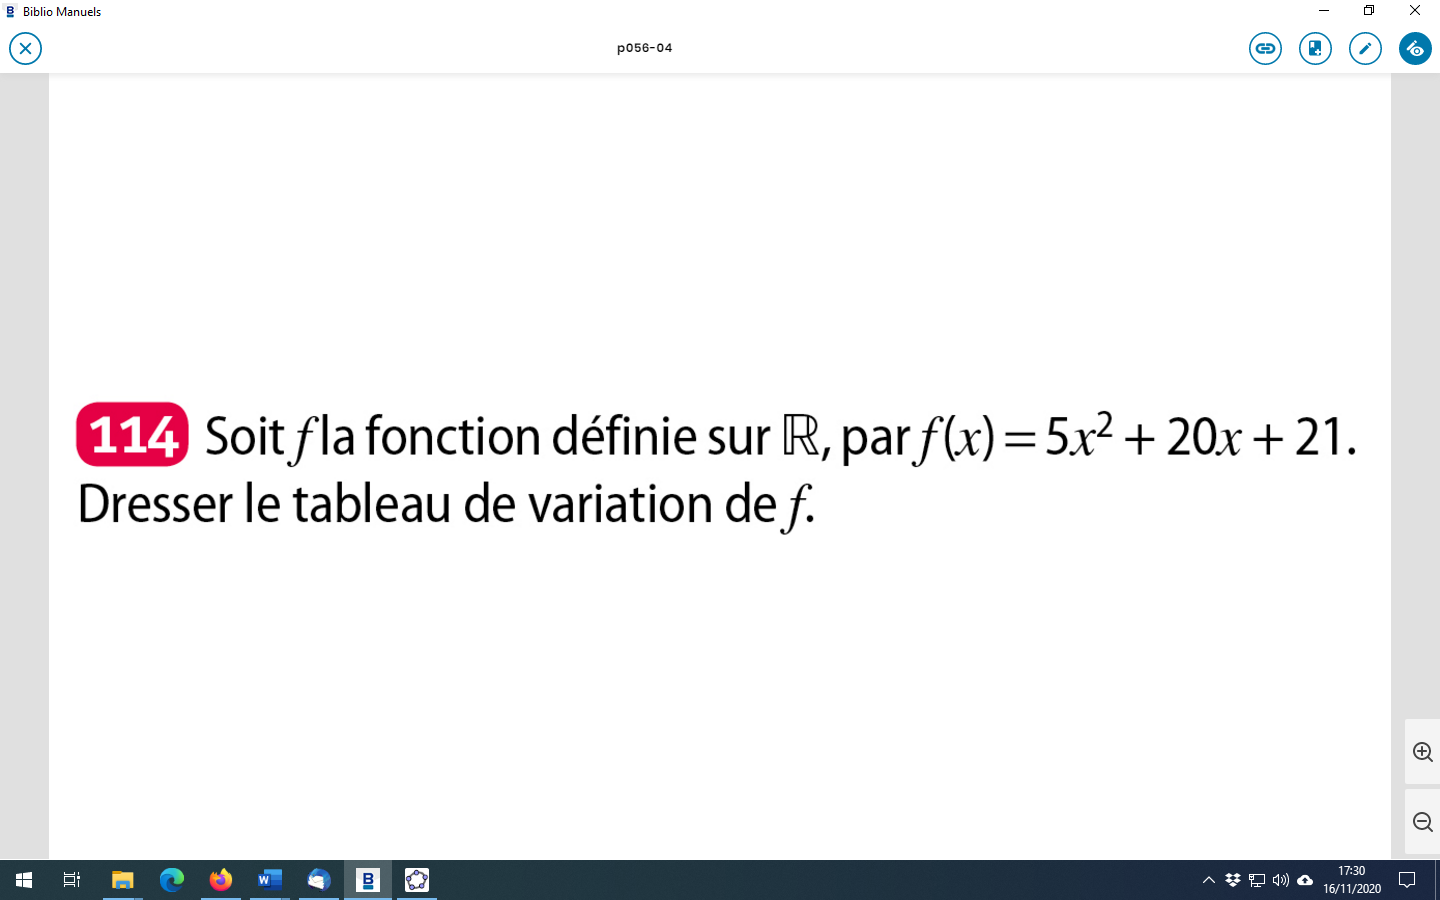 Biblio Manuels
p056-04
114 Soit f la fonction définie sur ℝ, par f(x) = 5x² + 20x + 21.
Dresser le tableau de variation de f.
17:30
16/11/2020